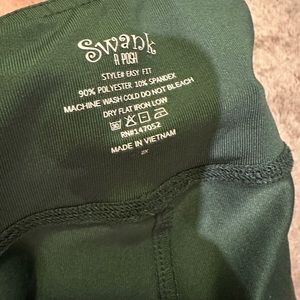 Swank
A POSH
STYLE# EASY FIT
90% POLYESTER 10% SPANDEX
MACHINE WASH COLD DO NOT BLEACH
DRY FLAT IRON LOW
RN#147052
MADE IN VIETNAM
2X